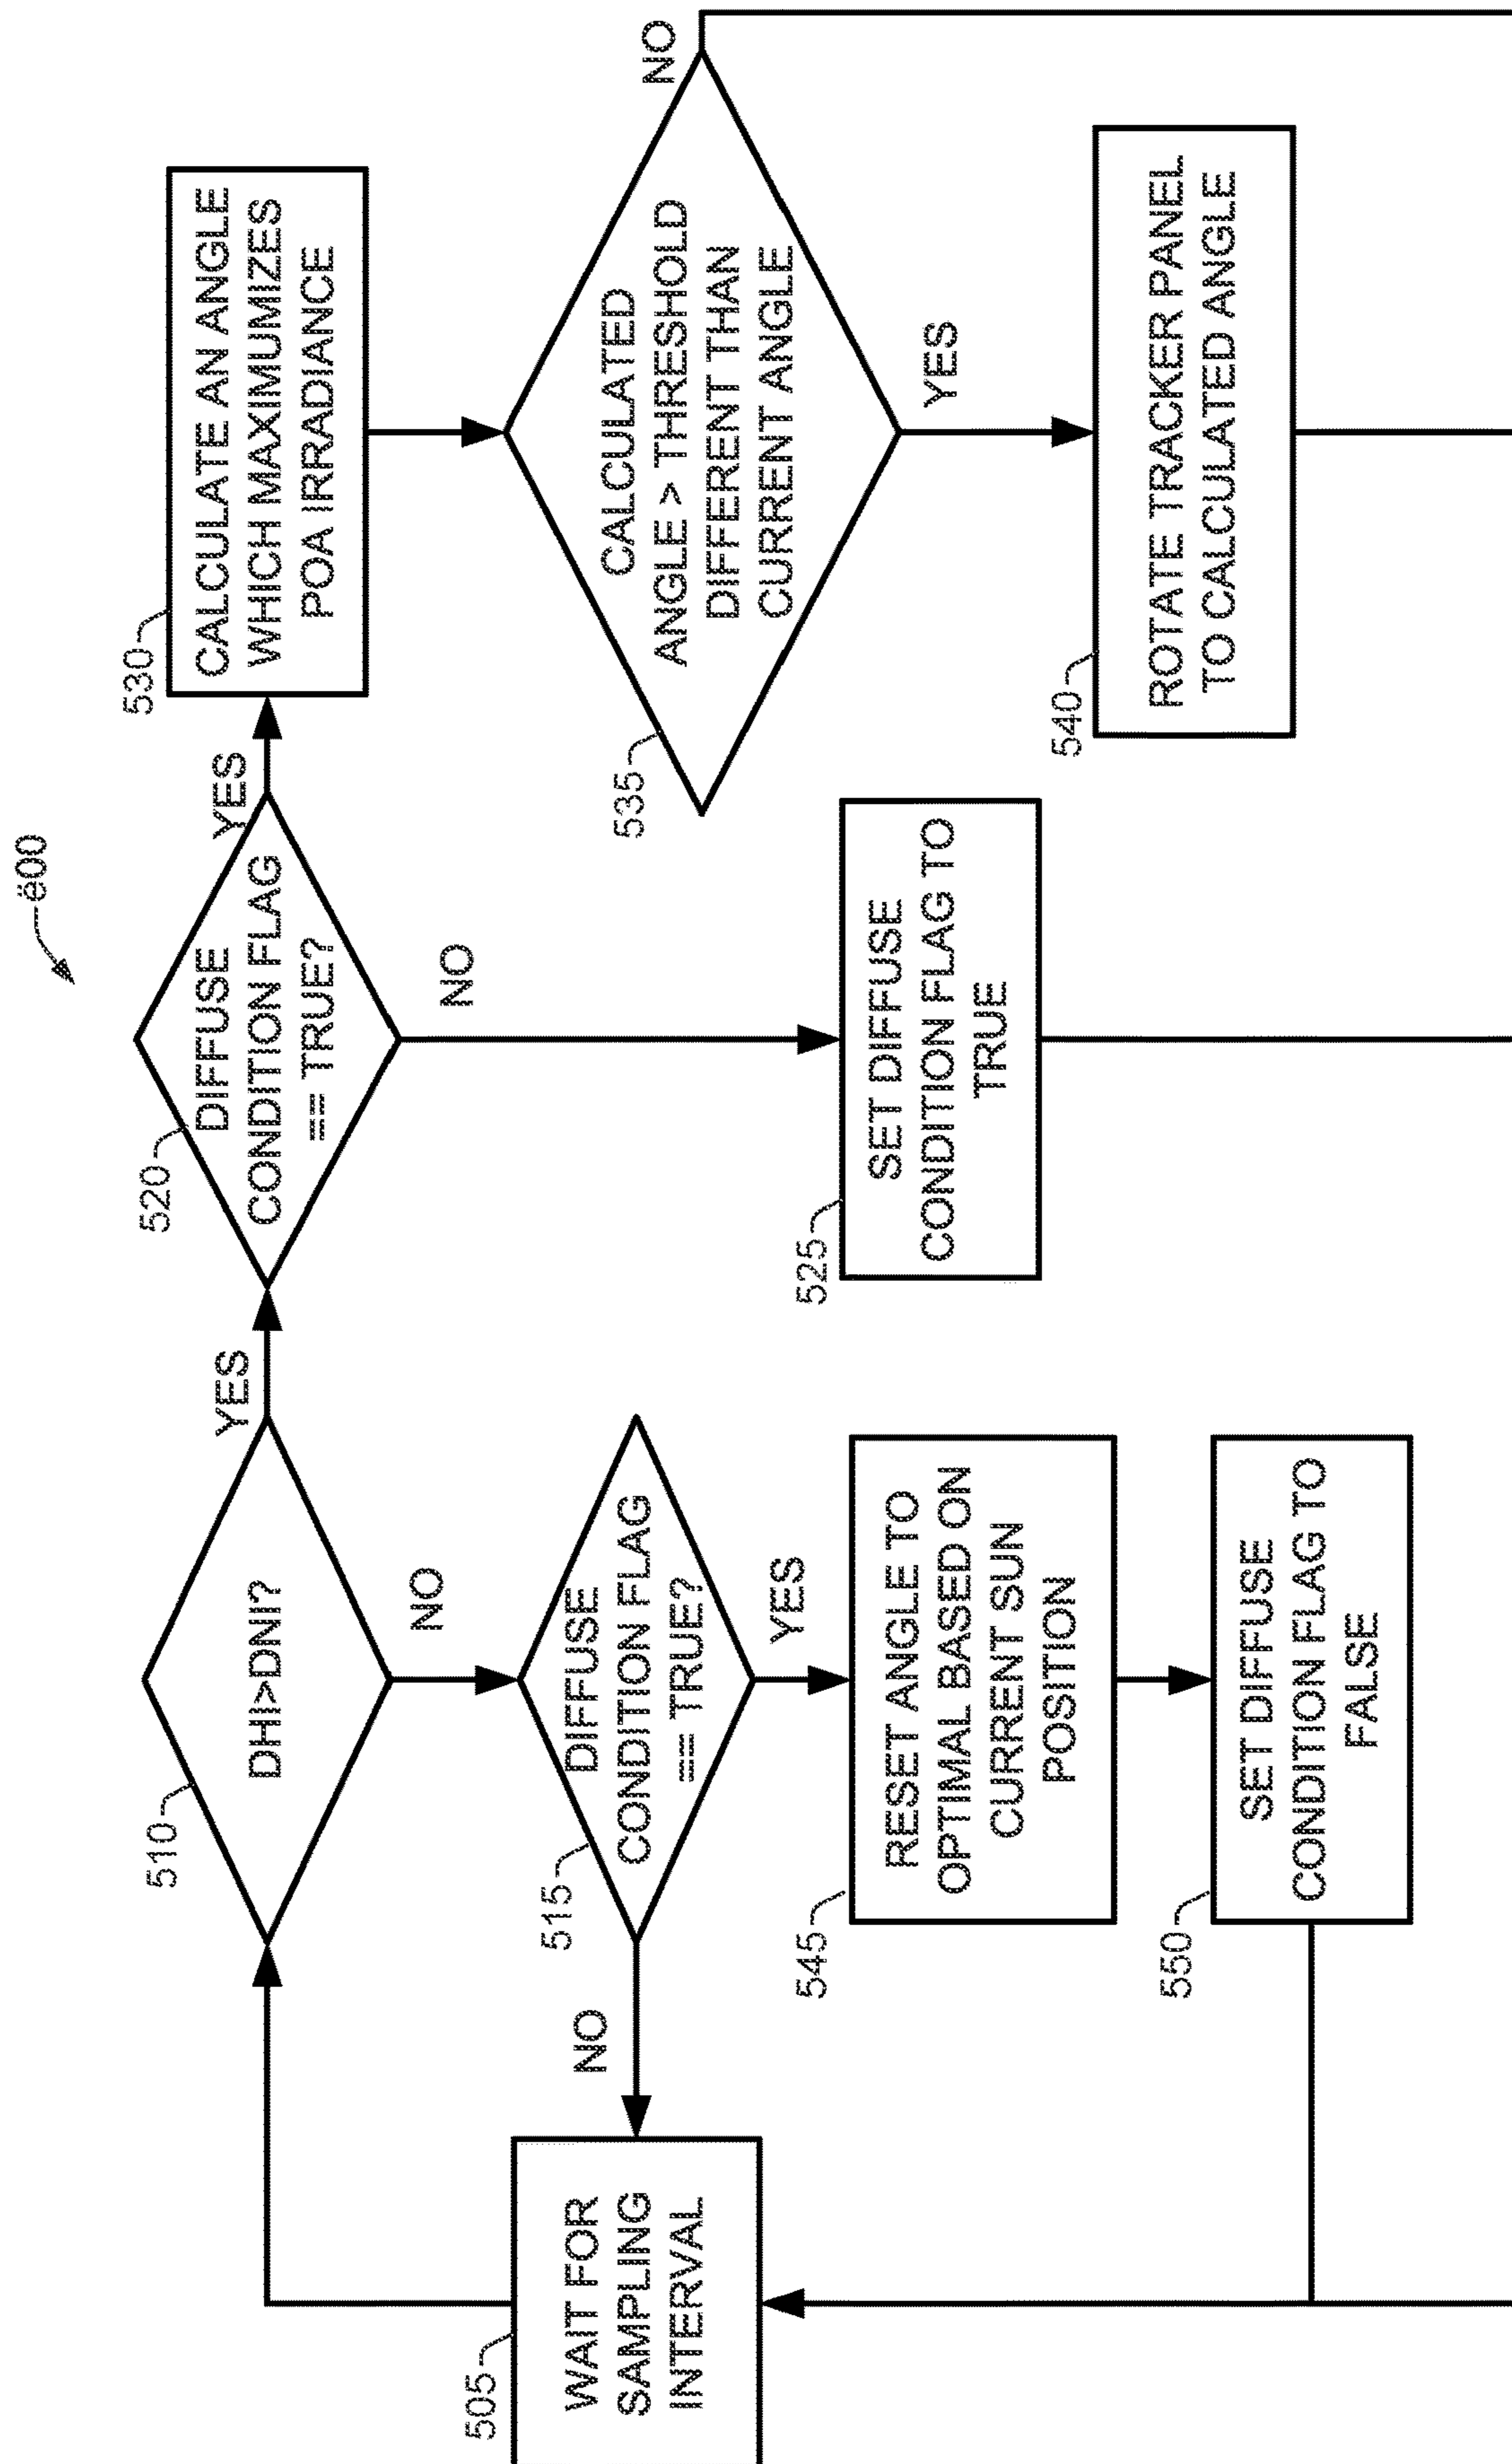 ë00
505
WAIT FOR
SAMPLING
INTERVAL
510
DHI>DNI?
YES
NO
515
DIFFUSE
CONDITION FLAG
== TRUE?
NO
YES
545
RESET ANGLE TO
OPTIMAL BASED ON
CURRENT SUN
POSITION
550
SET DIFFUSE
CONDITION FLAG TO
FALSE
520
DIFFUSE
CONDITION FLAG
== TRUE?
YES
NO
525
SET DIFFUSE
CONDITION FLAG TO
TRUE
530
CALCULATE AN ANGLE
WHICH MAXIMUMIZES
POA IRRADIANCE
535
CALCULATED
ANGLE > THRESHOLD
DIFFERENT THAN
CURRENT ANGLE
NO
YES
540
ROTATE TRACKER PANEL
TO CALCULATED ANGLE